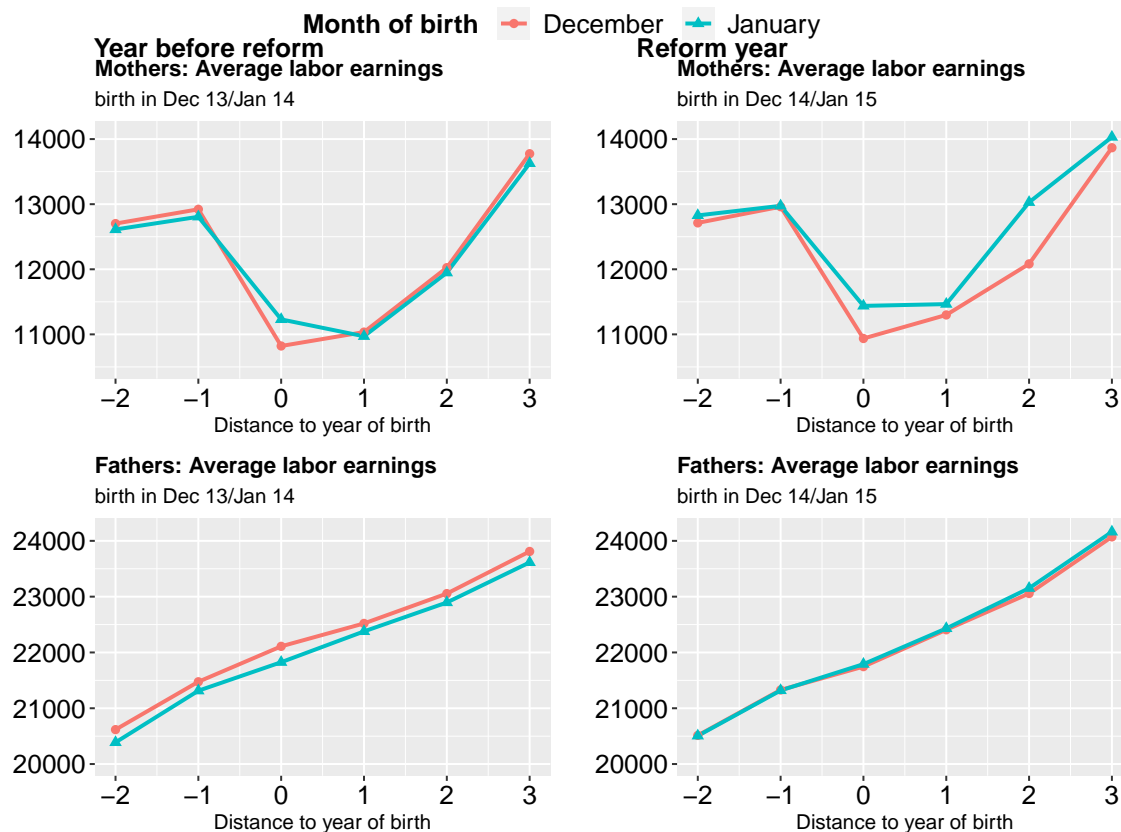 Month of birth December January
Year before reform
Reform year
Mothers: Average labor earnings
birth in Dec 13/Jan 14
14000
13000
12000
11000
−2 −1 0 1 2 3
Distance to year of birth
Mothers: Average labor earnings
birth in Dec 14/Jan 15
14000
13000
12000
11000
−2 −1 0 1 2 3
Distance to year of birth
Fathers: Average labor earnings
birth in Dec 13/Jan 14
24000
23000
22000
21000
20000
−2 −1 0 1 2 3
Distance to year of birth
Fathers: Average labor earnings
birth in Dec 14/Jan 15
24000
23000
22000
21000
20000
−2 −1 0 1 2 3
Distance to year of birth